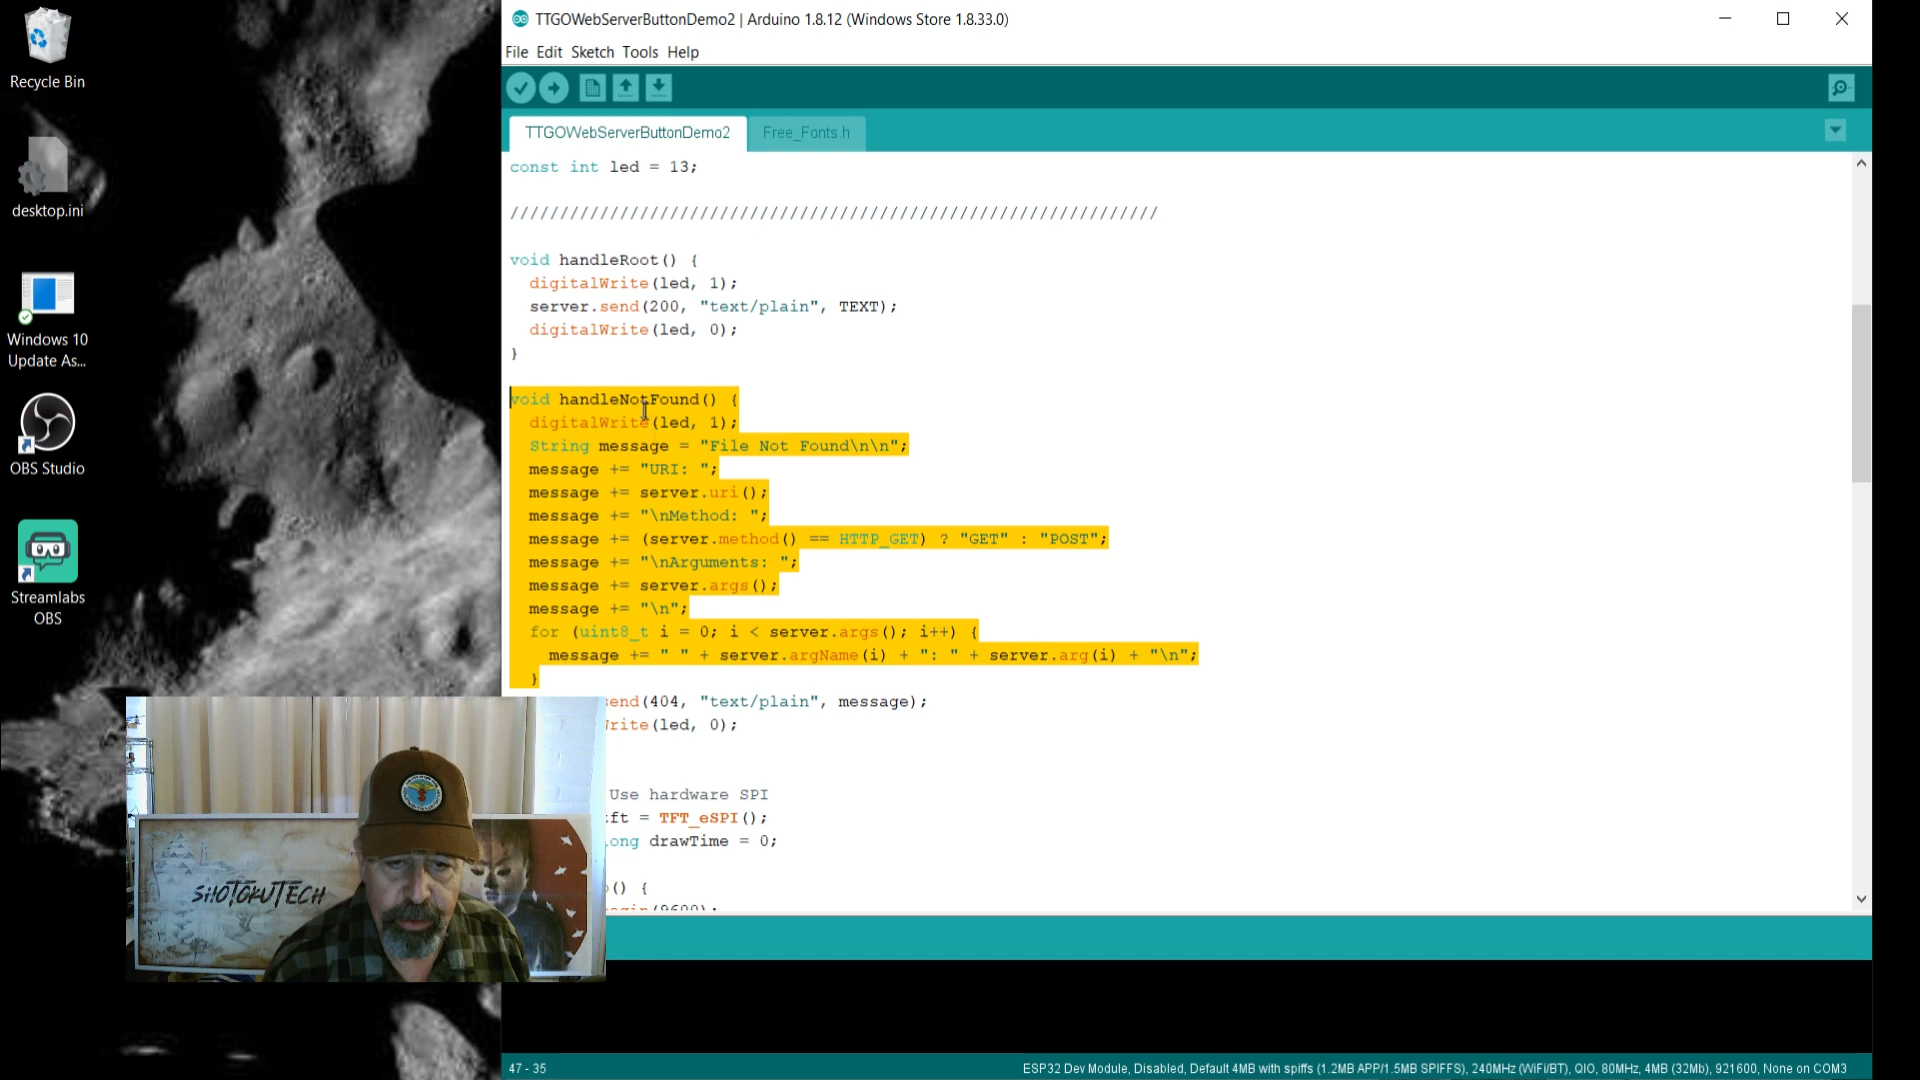 TTGOWebServerButtonDemo2 | Arduino 1.8.12 (Windows Store 1.8.33.0)
File Edit Sketch Tools Help
TTGOWebServerButtonDemo2
Free_Fonts.h
Recycle Bin
desktop.ini
Windows 10
Update As...
OBS Studio
Streamlabs
OBS
const int led = 13;
/////////////////////////////////////////////////////////////////
void handleRoot() {
digitalWrite(led, 1);
server.send(200, "text/plain", TEXT);
digitalWrite(led, 0);
}
void handleNotFound() {
digitalWrite(led, 1);
String message = "File Not Found\n\n";
message += "URI: ";
message += server.uri();
message += "\nMethod: ";
message += (server.method() == HTTP_GET) ? "GET" : "POST";
message += "\nArguments: ";
message += server.args();
message += "\n";
for (uint8_t i = 0; i < server.args(); i++) {
message += " " + server.argName(i) + ": " + server.arg(i) + "\n";
}
send(404, "text/plain", message);
Write(led, 0);
Use hardware SPI
tft = TFT_eSPI();
long drawTime = 0;
() {
(9600);
SHOTOKUTECH
47 - 35
ESP32 Dev Module, Disabled, Default 4MB with spiffs (1.2MB APP/1.5MB SPIFFS), 240MHz (WiFi/BT), QIO, 80MHz, 4MB (32Mb), 921600, None on COM3